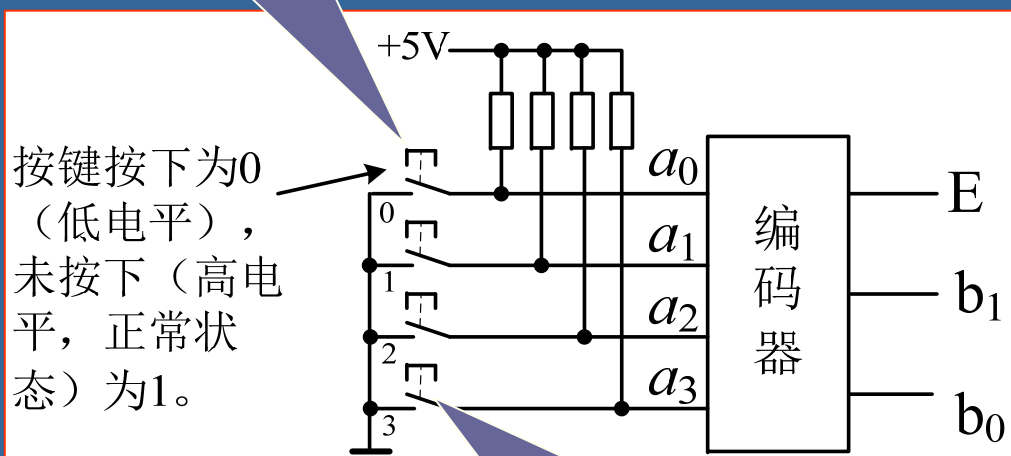 +5V
按键按下为0
（低电平），
未按下（高电
平，正常状
态）为1。
0
1
2
3
a0
a1
a2
a3
编
码
器
E
b1
b0